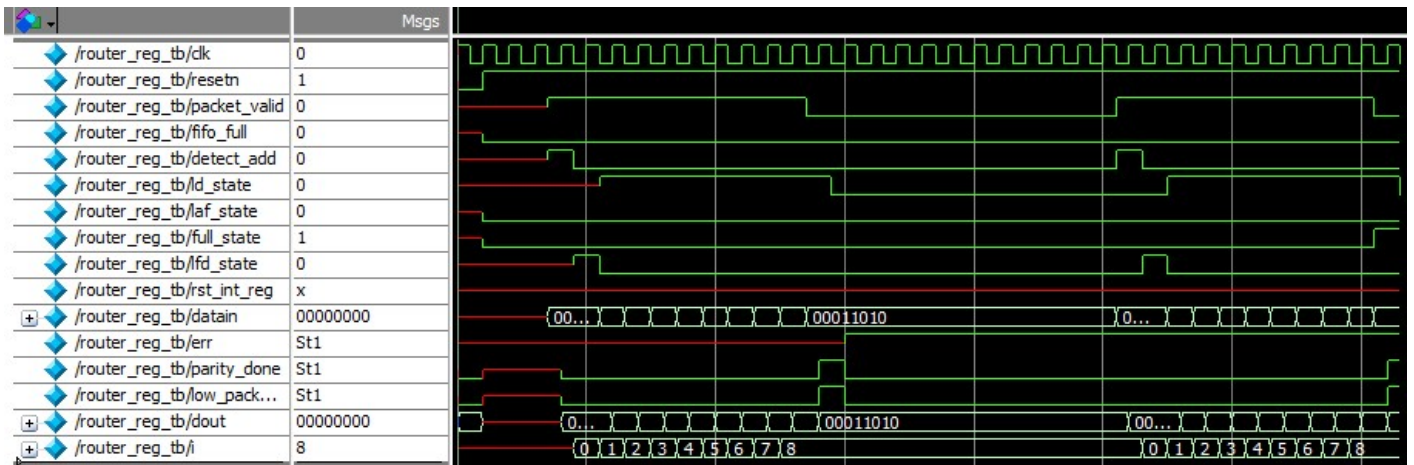 Msgs
/router_reg_tb/clk 0
/router_reg_tb/resetn 1
/router_reg_tb/packet_valid 0
/router_reg_tb/fifo_full 0
/router_reg_tb/detect_add 0
/router_reg_tb/ld_state 0
/router_reg_tb/laf_state 0
/router_reg_tb/full_state 1
/router_reg_tb/lfd_state 0
/router_reg_tb/rst_int_reg x
/router_reg_tb/datain 00000000 00... 00011010 0...
/router_reg_tb/err St1
/router_reg_tb/parity_done St1
/router_reg_tb/low_pack... St1
/router_reg_tb/dout 00000000 0... 00011010 00...
/router_reg_tb/i 8 0 1 2 3 4 5 6 7 8 0 1 2 3 4 5 6 7 8